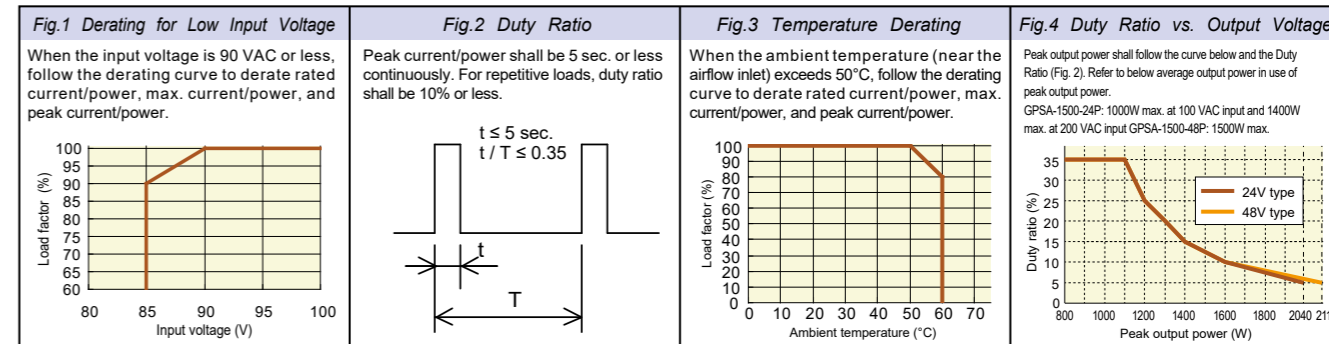 Fig.1 Derating for Low Input Voltage
When the input voltage is 90 VAC or less,
follow the derating curve to derate rated
current/power, max. current/power, and
peak current/power.
100
95
90
85
80
75
70
65
60
Load factor (%)
80 85 90 95 100
Input voltage (V)
Fig.2 Duty Ratio
Peak current/power shall be 5 sec. or less
continuously. For repetitive loads, duty ratio
shall be 10% or less.
t ≤ 5 sec.
t / T ≤ 0.35
t
T
Fig.3 Temperature Derating
When the ambient temperature (near the
airflow inlet) exceeds 50°C, follow the derating
curve to derate rated current/power, max.
current/power, and peak current/power.
100
90
80
70
60
50
40
30
20
10
0
Load factor (%)
0 10 20 30 40 50 60 70
Ambient temperature (°C)
Fig.4 Duty Ratio vs. Output Voltage
Peak output power shall follow the curve below and the Duty
Ratio (Fig. 2). Refer to below average output power in use of
peak output power.
GPSA-1500-24P: 1000W max. at 100 VAC input and 1400W
max. at 200 VAC input GPSA-1500-48P: 1500W max.
35
30
25
20
15
10
5
0
Duty ratio (%)
24V type
48V type
800 1000 1200 1400 1600 1800 2040
Peak output power (W)